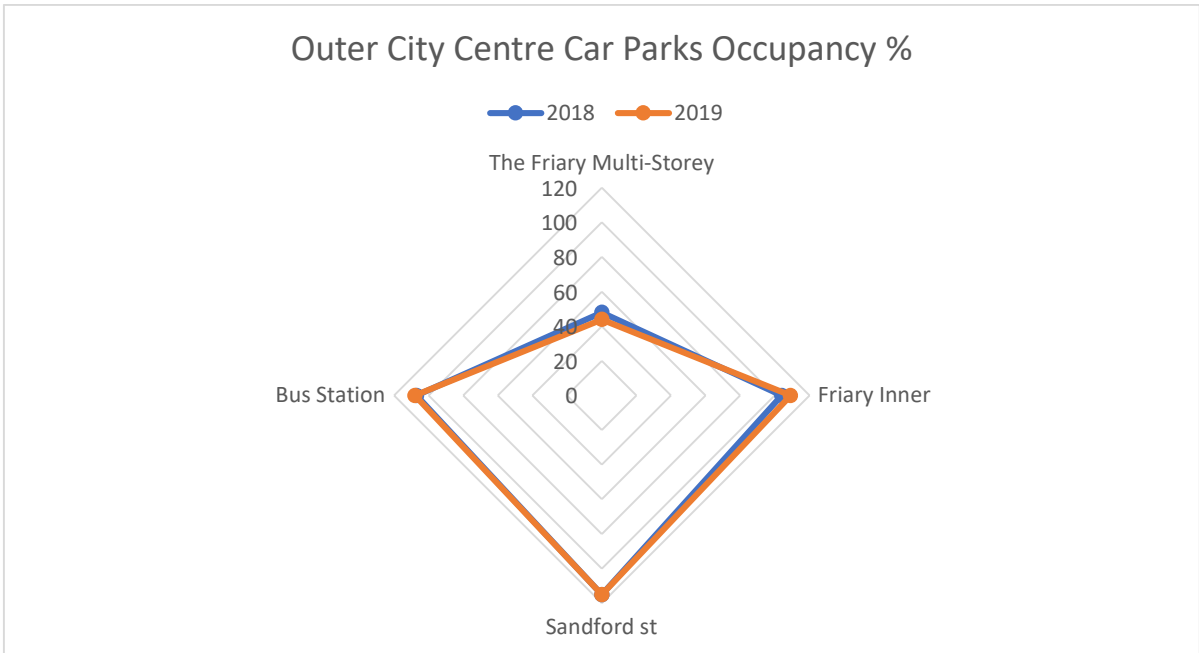 Outer City Centre Car Parks Occupancy %
2018 2019
The Friary Multi-Storey
120
100
80
60
40
20
0
Bus Station
Friary Inner
Sandford st